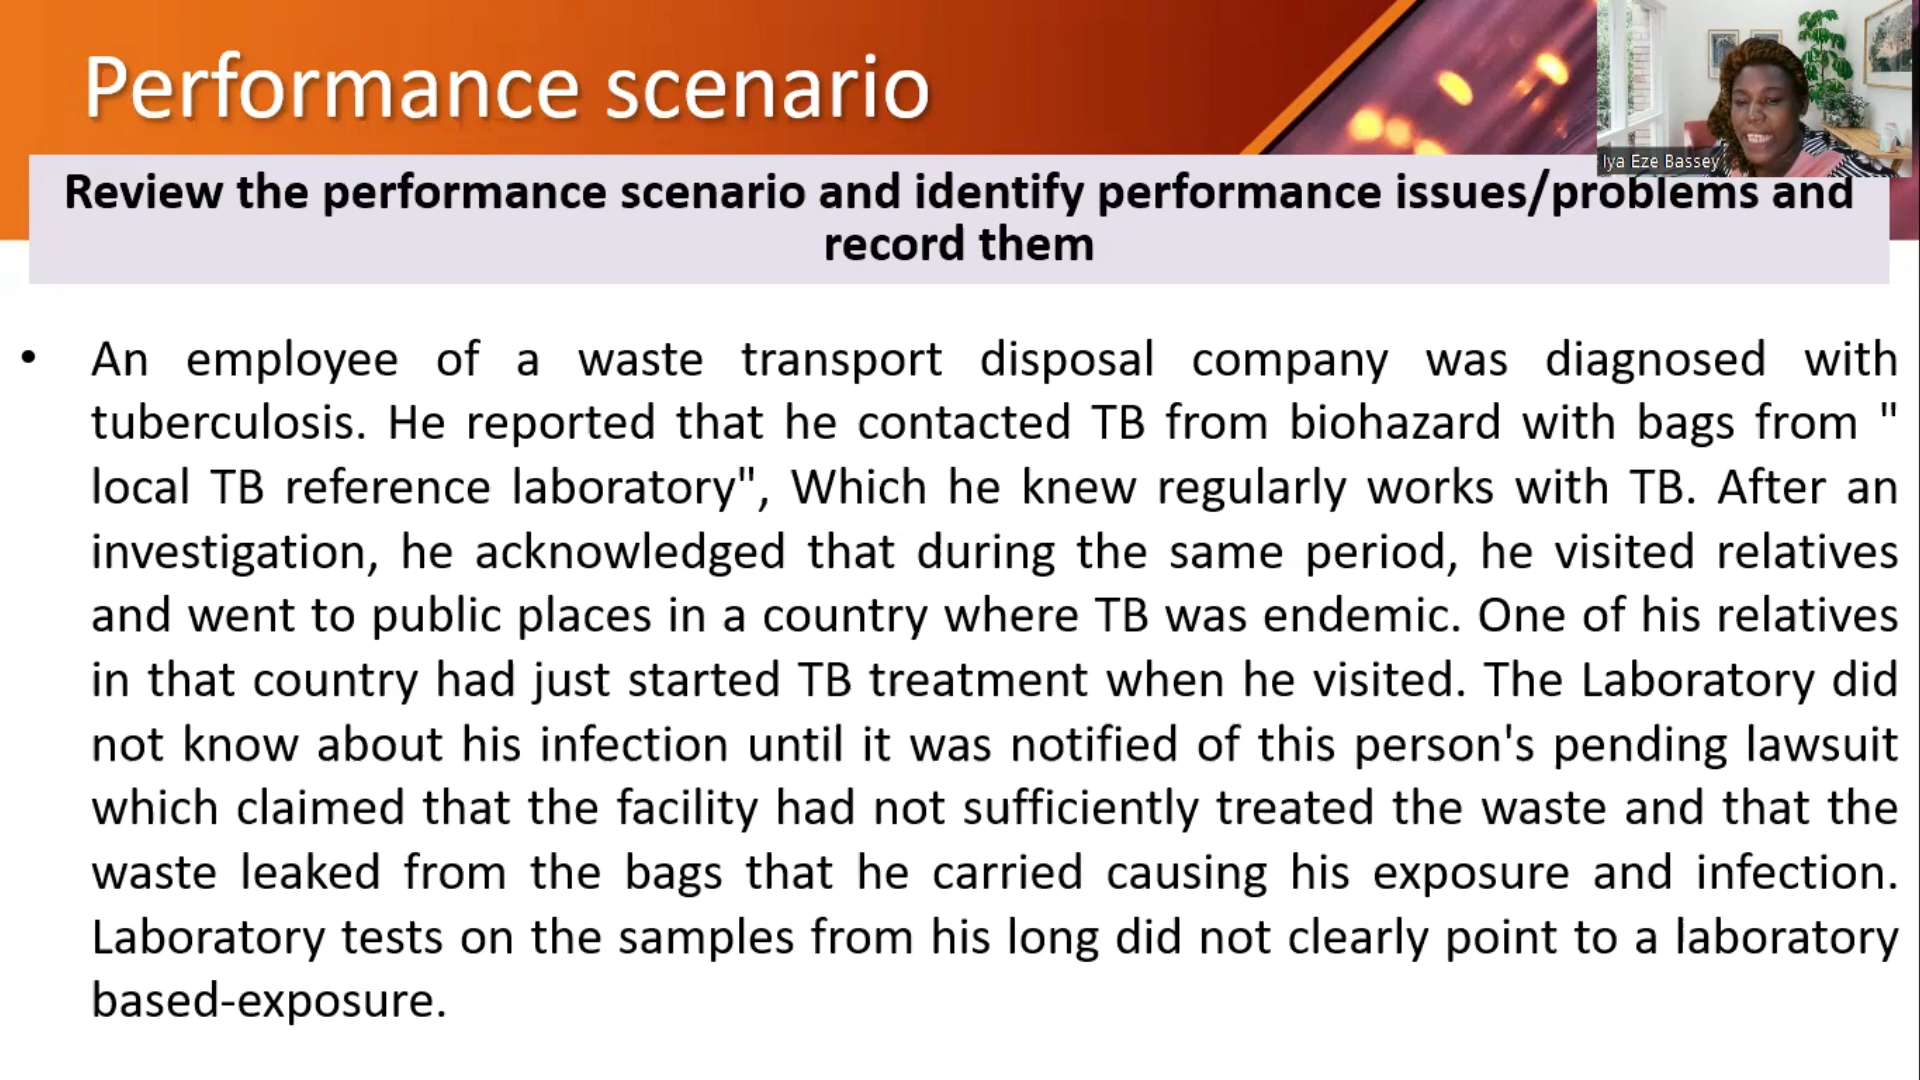 Performance scenario
Iya Eze Bassey
Review the performance scenario and identify performance issues/problems and
record them
• An employee of a waste transport disposal company was diagnosed with
tuberculosis. He reported that he contacted TB from biohazard with bags from "
local TB reference laboratory", Which he knew regularly works with TB. After an
investigation, he acknowledged that during the same period, he visited relatives
and went to public places in a country where TB was endemic. One of his relatives
in that country had just started TB treatment when he visited. The Laboratory did
not know about his infection until it was notified of this person's pending lawsuit
which claimed that the facility had not sufficiently treated the waste and that the
waste leaked from the bags that he carried causing his exposure and infection.
Laboratory tests on the samples from his long did not clearly point to a laboratory
based-exposure.